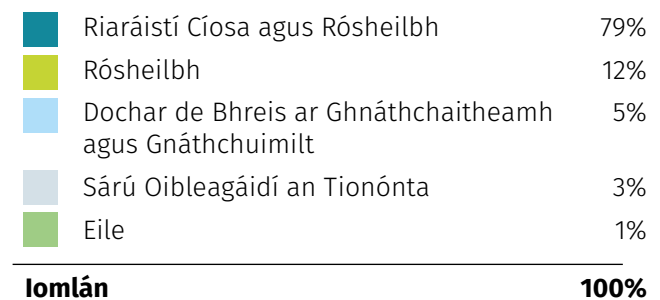 Riaráistí Cíosa agus Rósheilbh 79%
Rósheilbh 12%
Dochar de Bhreis ar Ghnáthchaitheamh 5%
agus Gnáthchuimilt
Sárú Oibleagáidí an Tionónta 3%
Eile 1%
Iomlán 100%